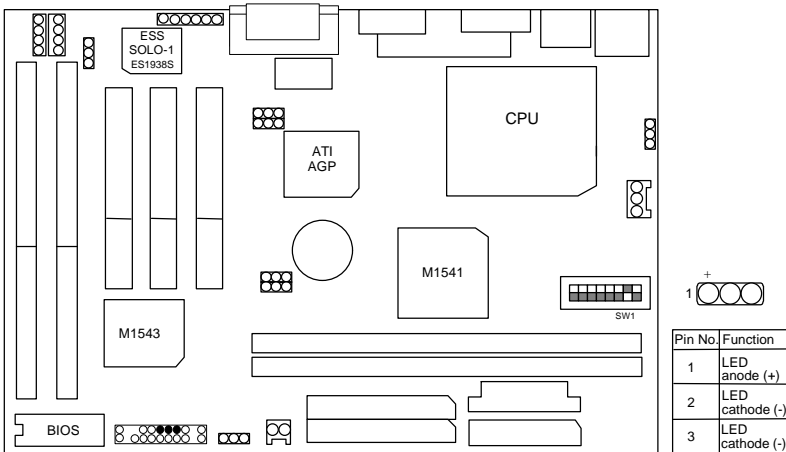 ESS
SOLO-1
ES1938S
CPU
ATI
AGP
M1541
M1543
SW1
BIOS
+
1
Pin No. Function
1 LED
anode (+)
2 LED
cathode (-)
3 LED
cathode (-)